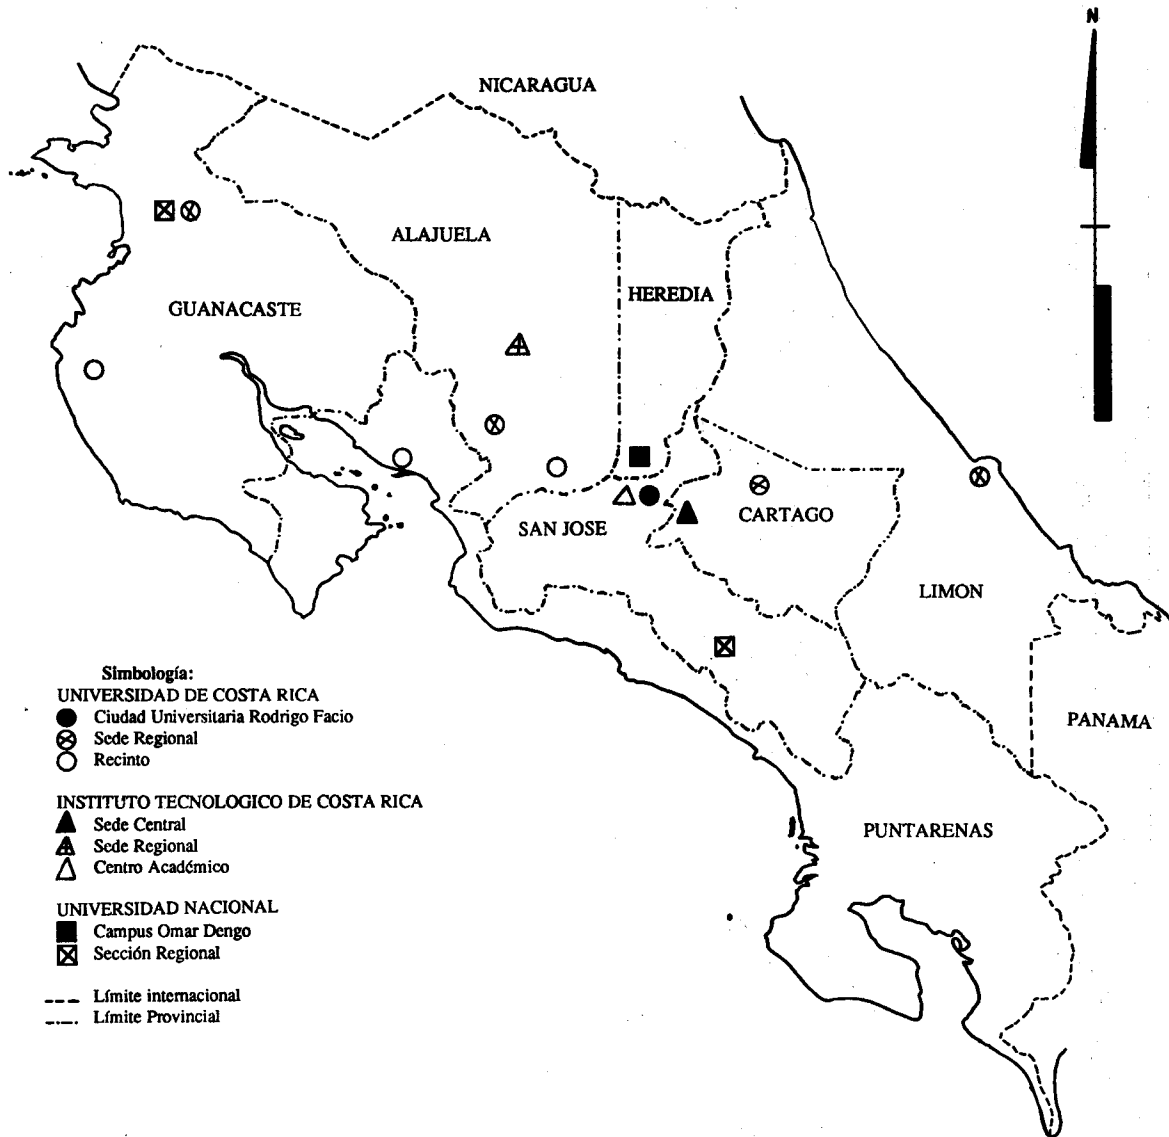 N
NICARAGUA
ALAJUELA
HEREDIA
GUANACASTE
SAN JOSE
CARTAGO
LIMON
PANAMA
PUNTARENAS
Simbología:
UNIVERSIDAD DE COSTA RICA
Ciudad Universitaria Rodrigo Facio
Sede Regional
Recinto
INSTITUTO TECNOLOGICO DE COSTA RICA
Sede Central
Sede Regional
Centro Académico
UNIVERSIDAD NACIONAL
Campus Omar Dengo
Sección Regional
Límite internacional
Límite Provincial